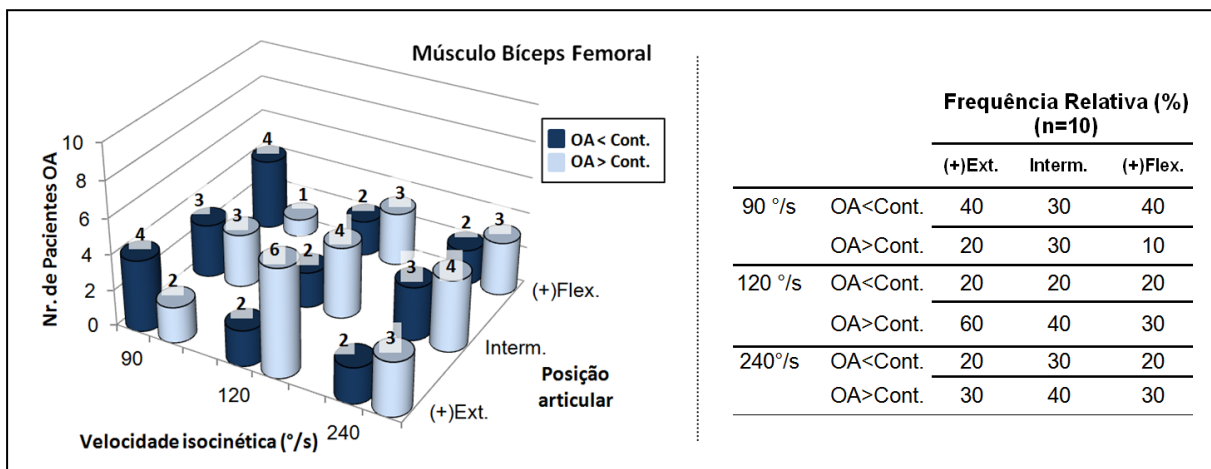 Músculo Bíceps Femoral
OA < Cont.
OA > Cont.
Nr. de Pacientes OA
10
8
6
4
2
0
4
1
2
3
2
3
3
3
2
4
3
4
4
2
2
6
2
3
90
120
240
(+)Ext.
Interm.
(+)Flex.
Velocidade isocinética (°/s)
Posição
articular
Frequência Relativa (%)
(n=10)
(+)Ext. Interm. (+)Flex.
90 °/s OA<Cont. 40 30 40
OA>Cont. 20 30 10
120 °/s OA<Cont. 20 20 20
OA>Cont. 60 40 30
240°/s OA<Cont. 20 30 20
OA>Cont. 30 40 30